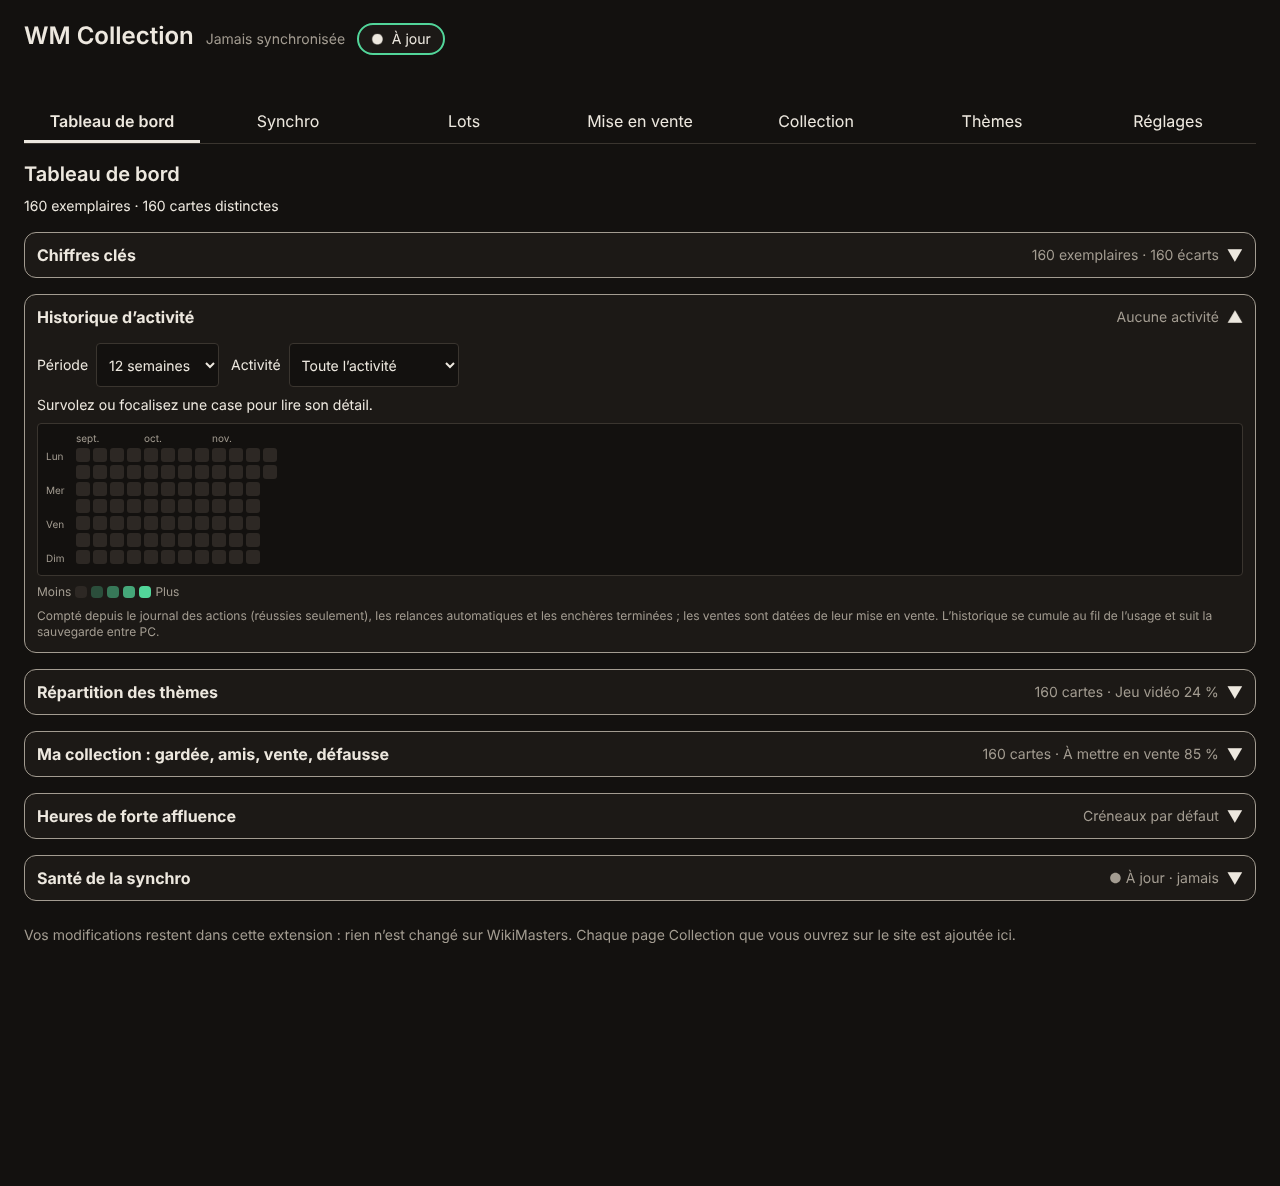 WM Collection Jamais synchronisée À jour
Tableau de bord Synchro Lots Mise en vente Collection Thèmes Réglages
Tableau de bord
160 exemplaires · 160 cartes distinctes
Chiffres clés 160 exemplaires · 160 écarts ▼
Historique d’activité Aucune activité ▲
Période 12 semaines Activité Toute l’activité
Survolez ou focalisez une case pour lire son détail.
sept. oct. nov.
Lun
Mer
Ven
Dim
Moins Plus
Compté depuis le journal des actions (réussies seulement), les relances automatiques et les enchères terminées ; les ventes sont datées de leur mise en vente. L’historique se cumule au fil de l’usage et suit la
sauvegarde entre PC.
Répartition des thèmes 160 cartes · Jeu vidéo 24 % ▼
Ma collection : gardée, amis, vente, défausse 160 cartes · À mettre en vente 85 % ▼
Heures de forte affluence Créneaux par défaut ▼
Santé de la synchro ● À jour · jamais ▼
Vos modifications restent dans cette extension : rien n’est changé sur WikiMasters. Chaque page Collection que vous ouvrez sur le site est ajoutée ici.